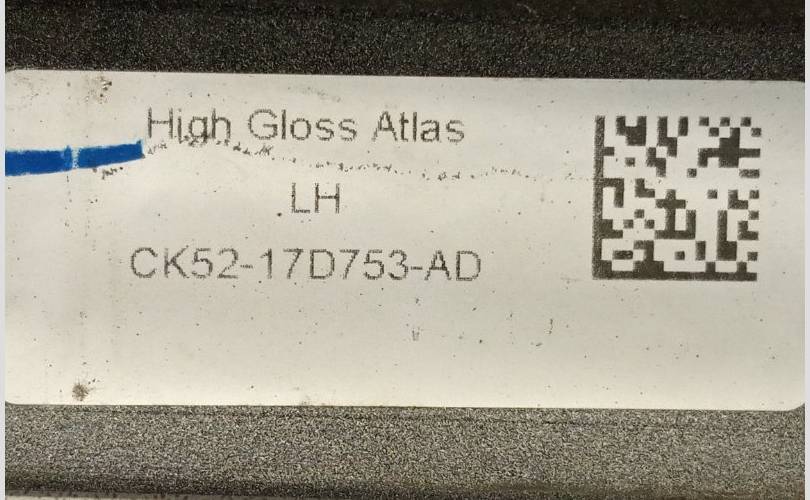 High Gloss Atlas
LH
CK52-17D753-AD